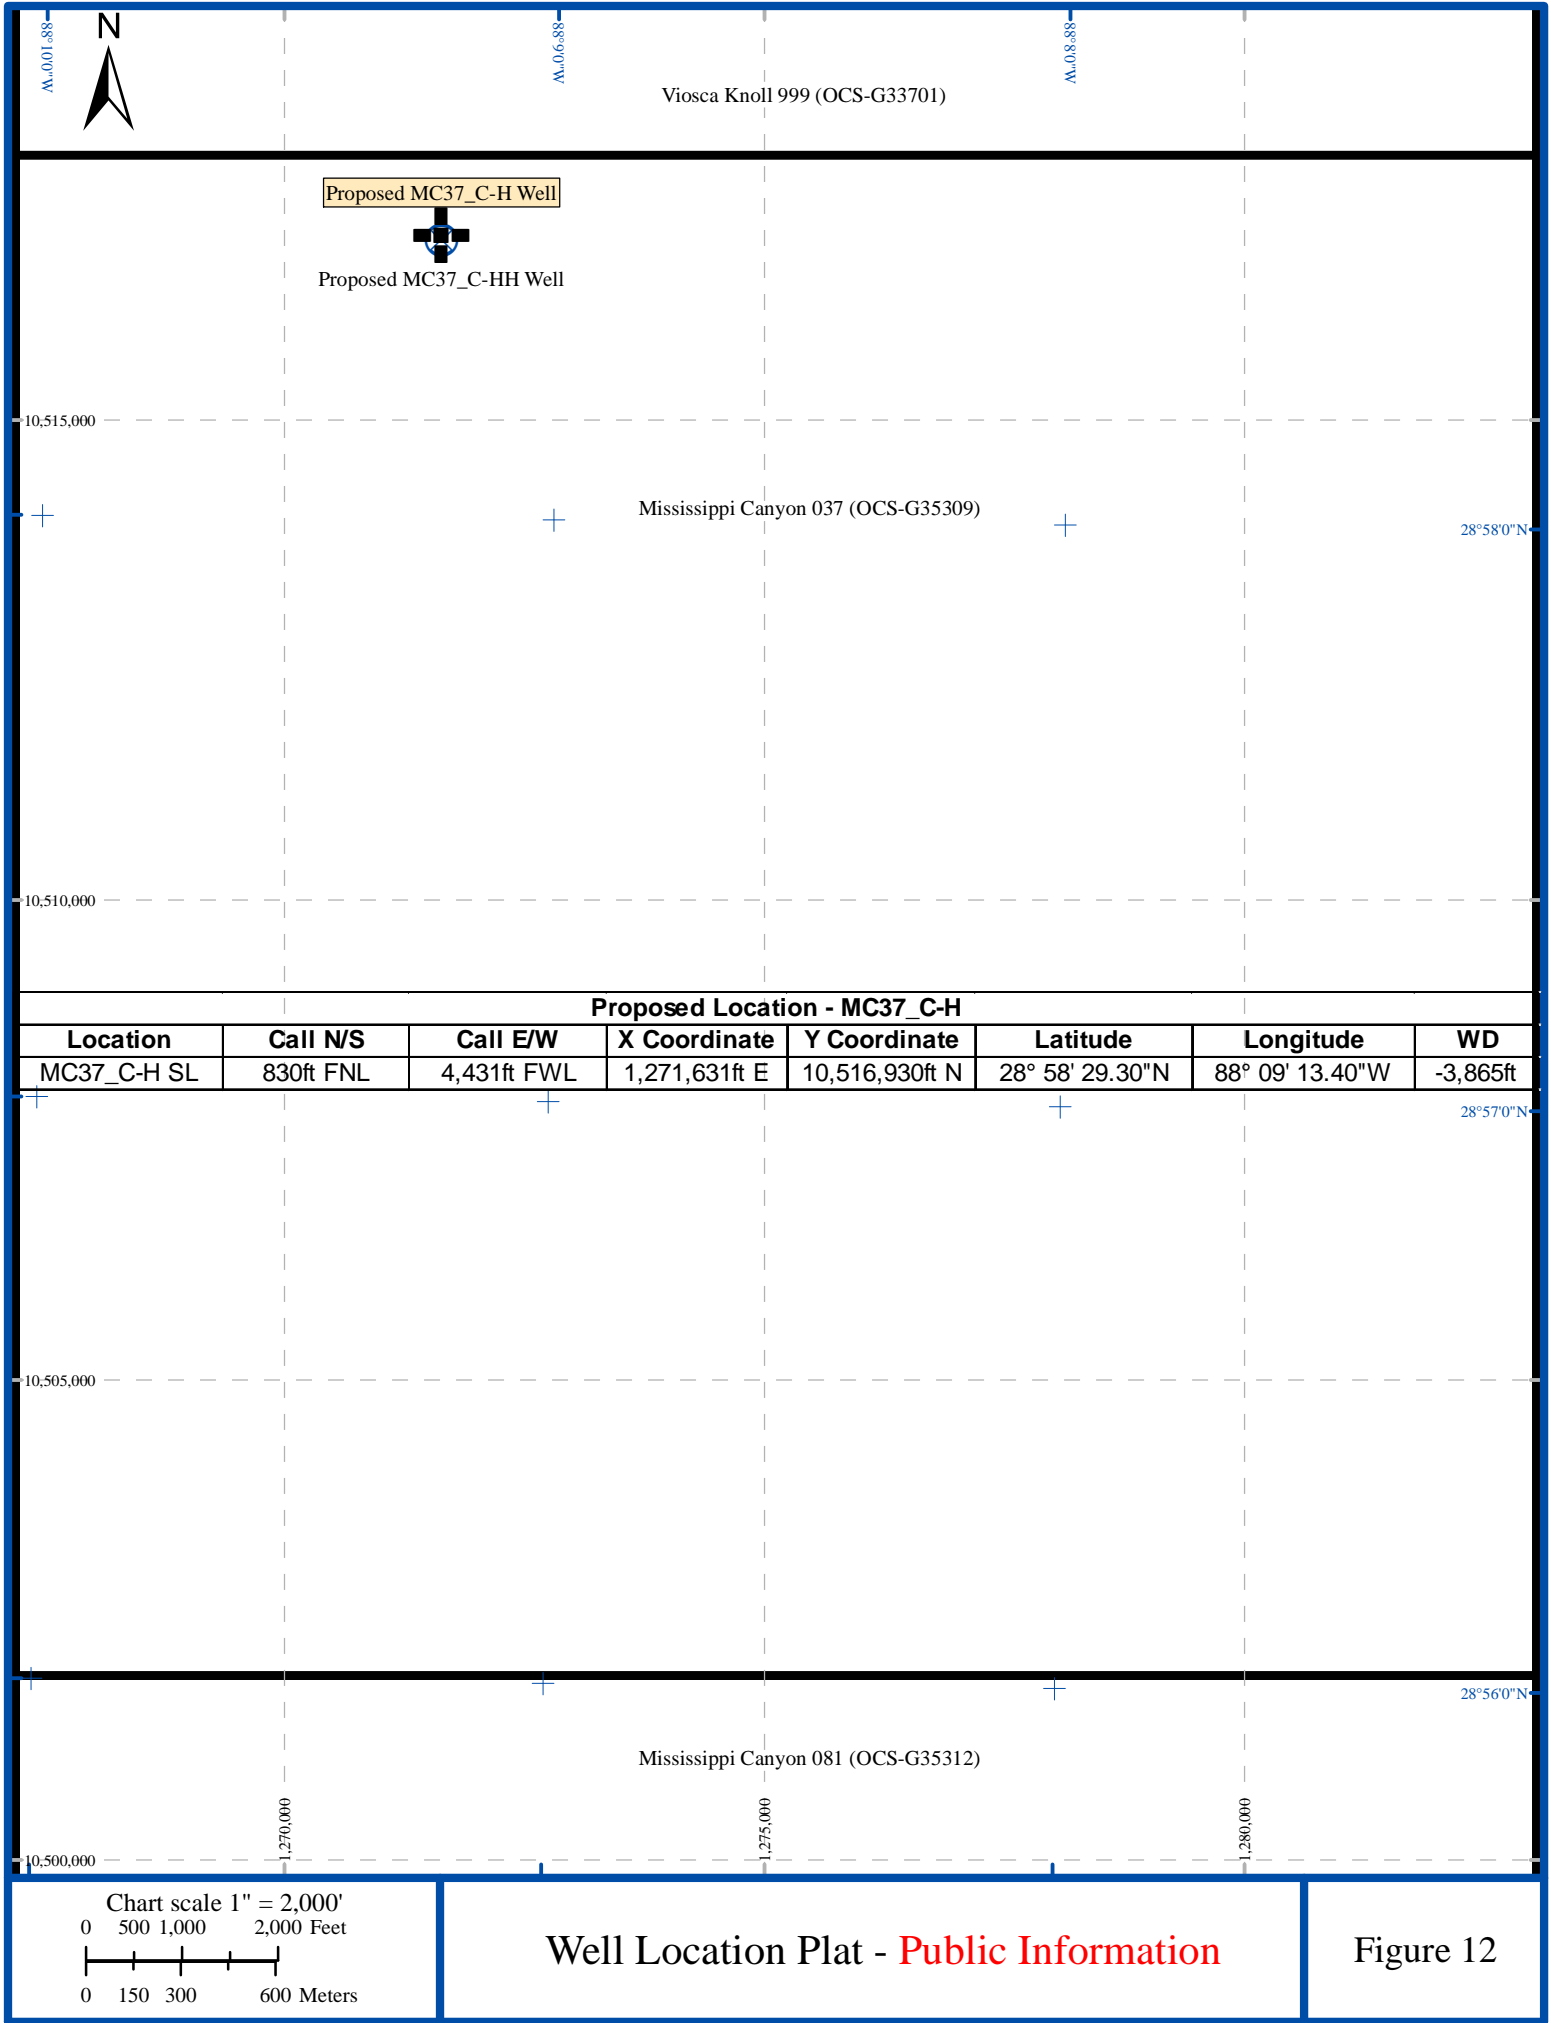 N
88°10'0"W
88°9'0"W
88°8'0"W
Viosca Knoll 999 (OCS-G33701)
Proposed MC37_C-H Well
Proposed MC37_C-HH Well
10,515,000
Mississippi Canyon 037 (OCS-G35309)
28°58'0"N
10,510,000
Proposed Location - MC37_C-H
Location Call N/S Call E/W X Coordinate Y Coordinate Latitude Longitude WD
MC37_C-H SL 830ft FNL 4,431ft FWL 1,271,631ft E 10,516,930ft N 28° 58' 29.30"N 88° 09' 13.40"W -3,865ft
28°57'0"N
10,505,000
28°56'0"N
Mississippi Canyon 081 (OCS-G35312)
1,270,000
1,275,000
1,280,000
10,500,000
Chart scale 1" = 2,000'
0 500 1,000 2,000 Feet
0 150 300 600 Meters
Well Location Plat - Public Information
Figure 12